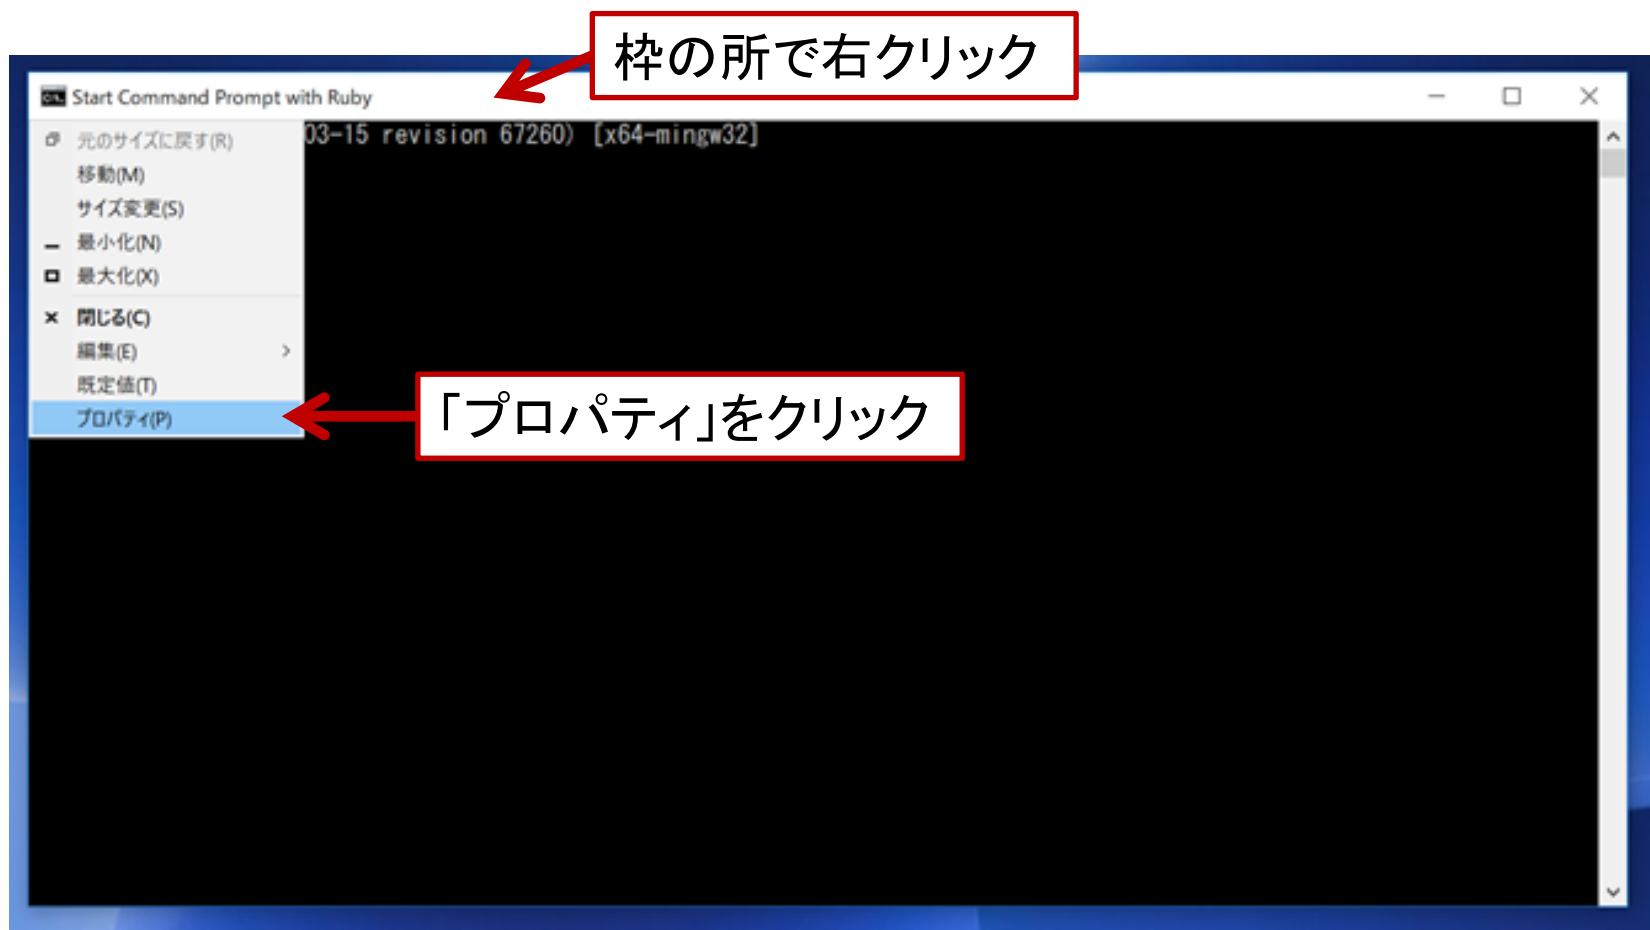 枠の所で右クリック
Start Command Prompt with Ruby
元のサイズに戻す(R)
03-15 revision 67260) [x64-mingw32]
移動(M)
サイズ変更(S)
最小化(N)
最大化(X)
閉じる(C)
編集(E)
既定値(T)
プロパティ(P)
「プロパティ」をクリック